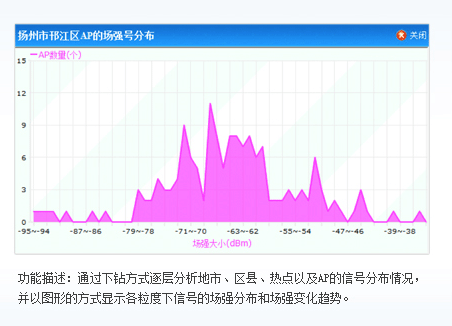 扬州市邗江区AP的场强号分布
关闭
AP数量(个)
15
12
9
6
3
0
-95~-94 -87~-86 -79~-78 -71~-70 -63~-62 -55~-54 -47~-46 -39~-38
场强大小(dBm)
功能描述：通过下钻方式逐层分析地市、区县、热点以及AP的信号分布情况，
并以图形的方式显示各粒度下信号的场强分布和场强变化趋势。